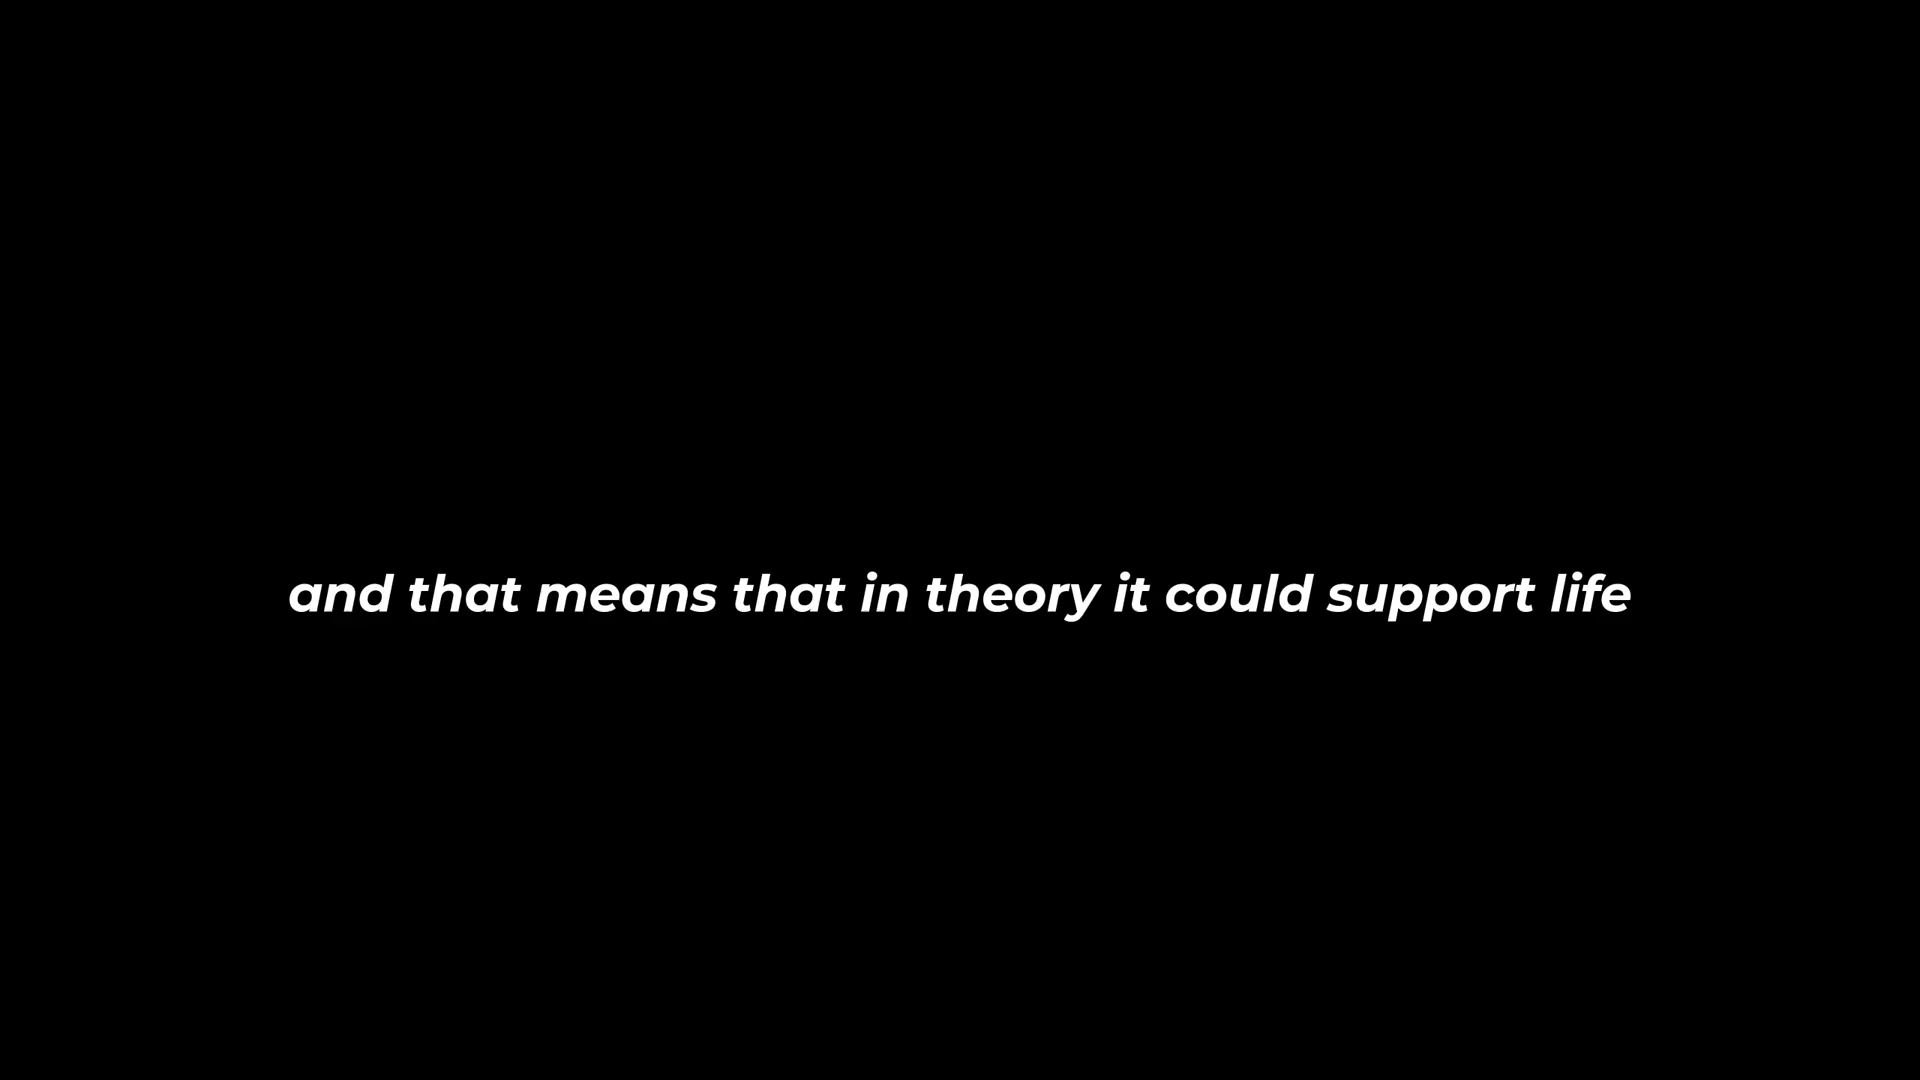 and that means that in theory it could support life